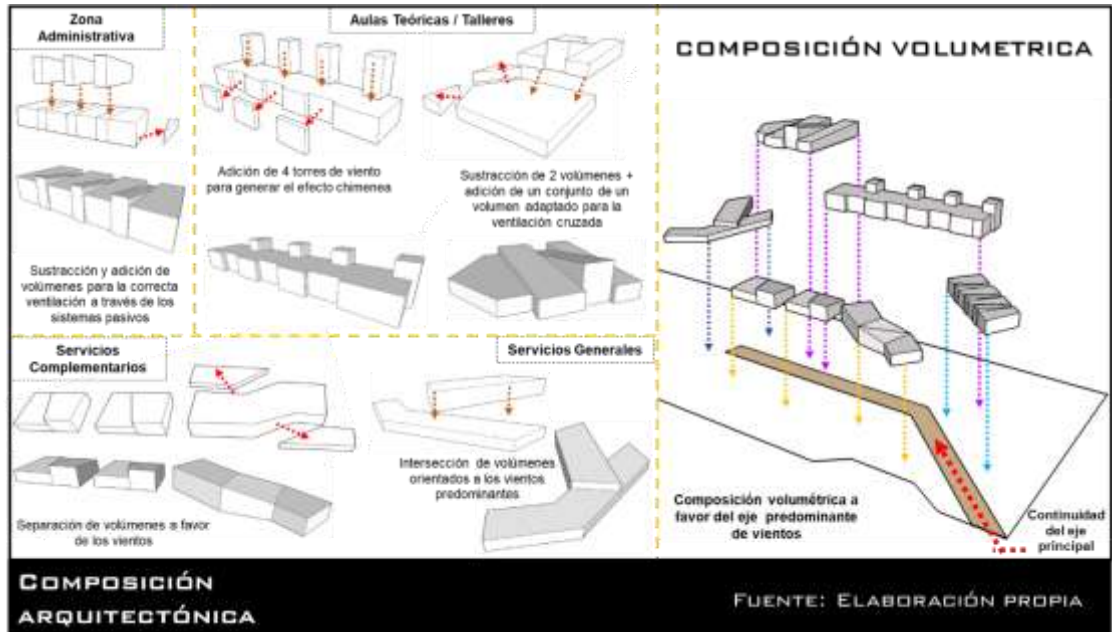 Zona
Administrativa
Sustracción y adición de
volúmenes para la correcta
ventilación a través de los
sistemas pasivos
Aulas Teóricas / Talleres
Adición de 4 torres de viento
para generar el efecto chimenea
Sustracción de 2 volúmenes +
adición de un conjunto de un
volumen adaptado para la
ventilación cruzada
Servicios
Complementarios
Separación de volúmenes a favor
de los vientos
Servicios Generales
Intersección de volúmenes
orientados a los vientos
predominantes
COMPOSICIÓN VOLUMETRICA
Composición volumétrica a
favor del eje predominante
de vientos
Continuidad
del eje
principal
COMPOSICIÓN
ARQUITECTÓNICA
FUENTE: ELABORACIÓN PROPIA